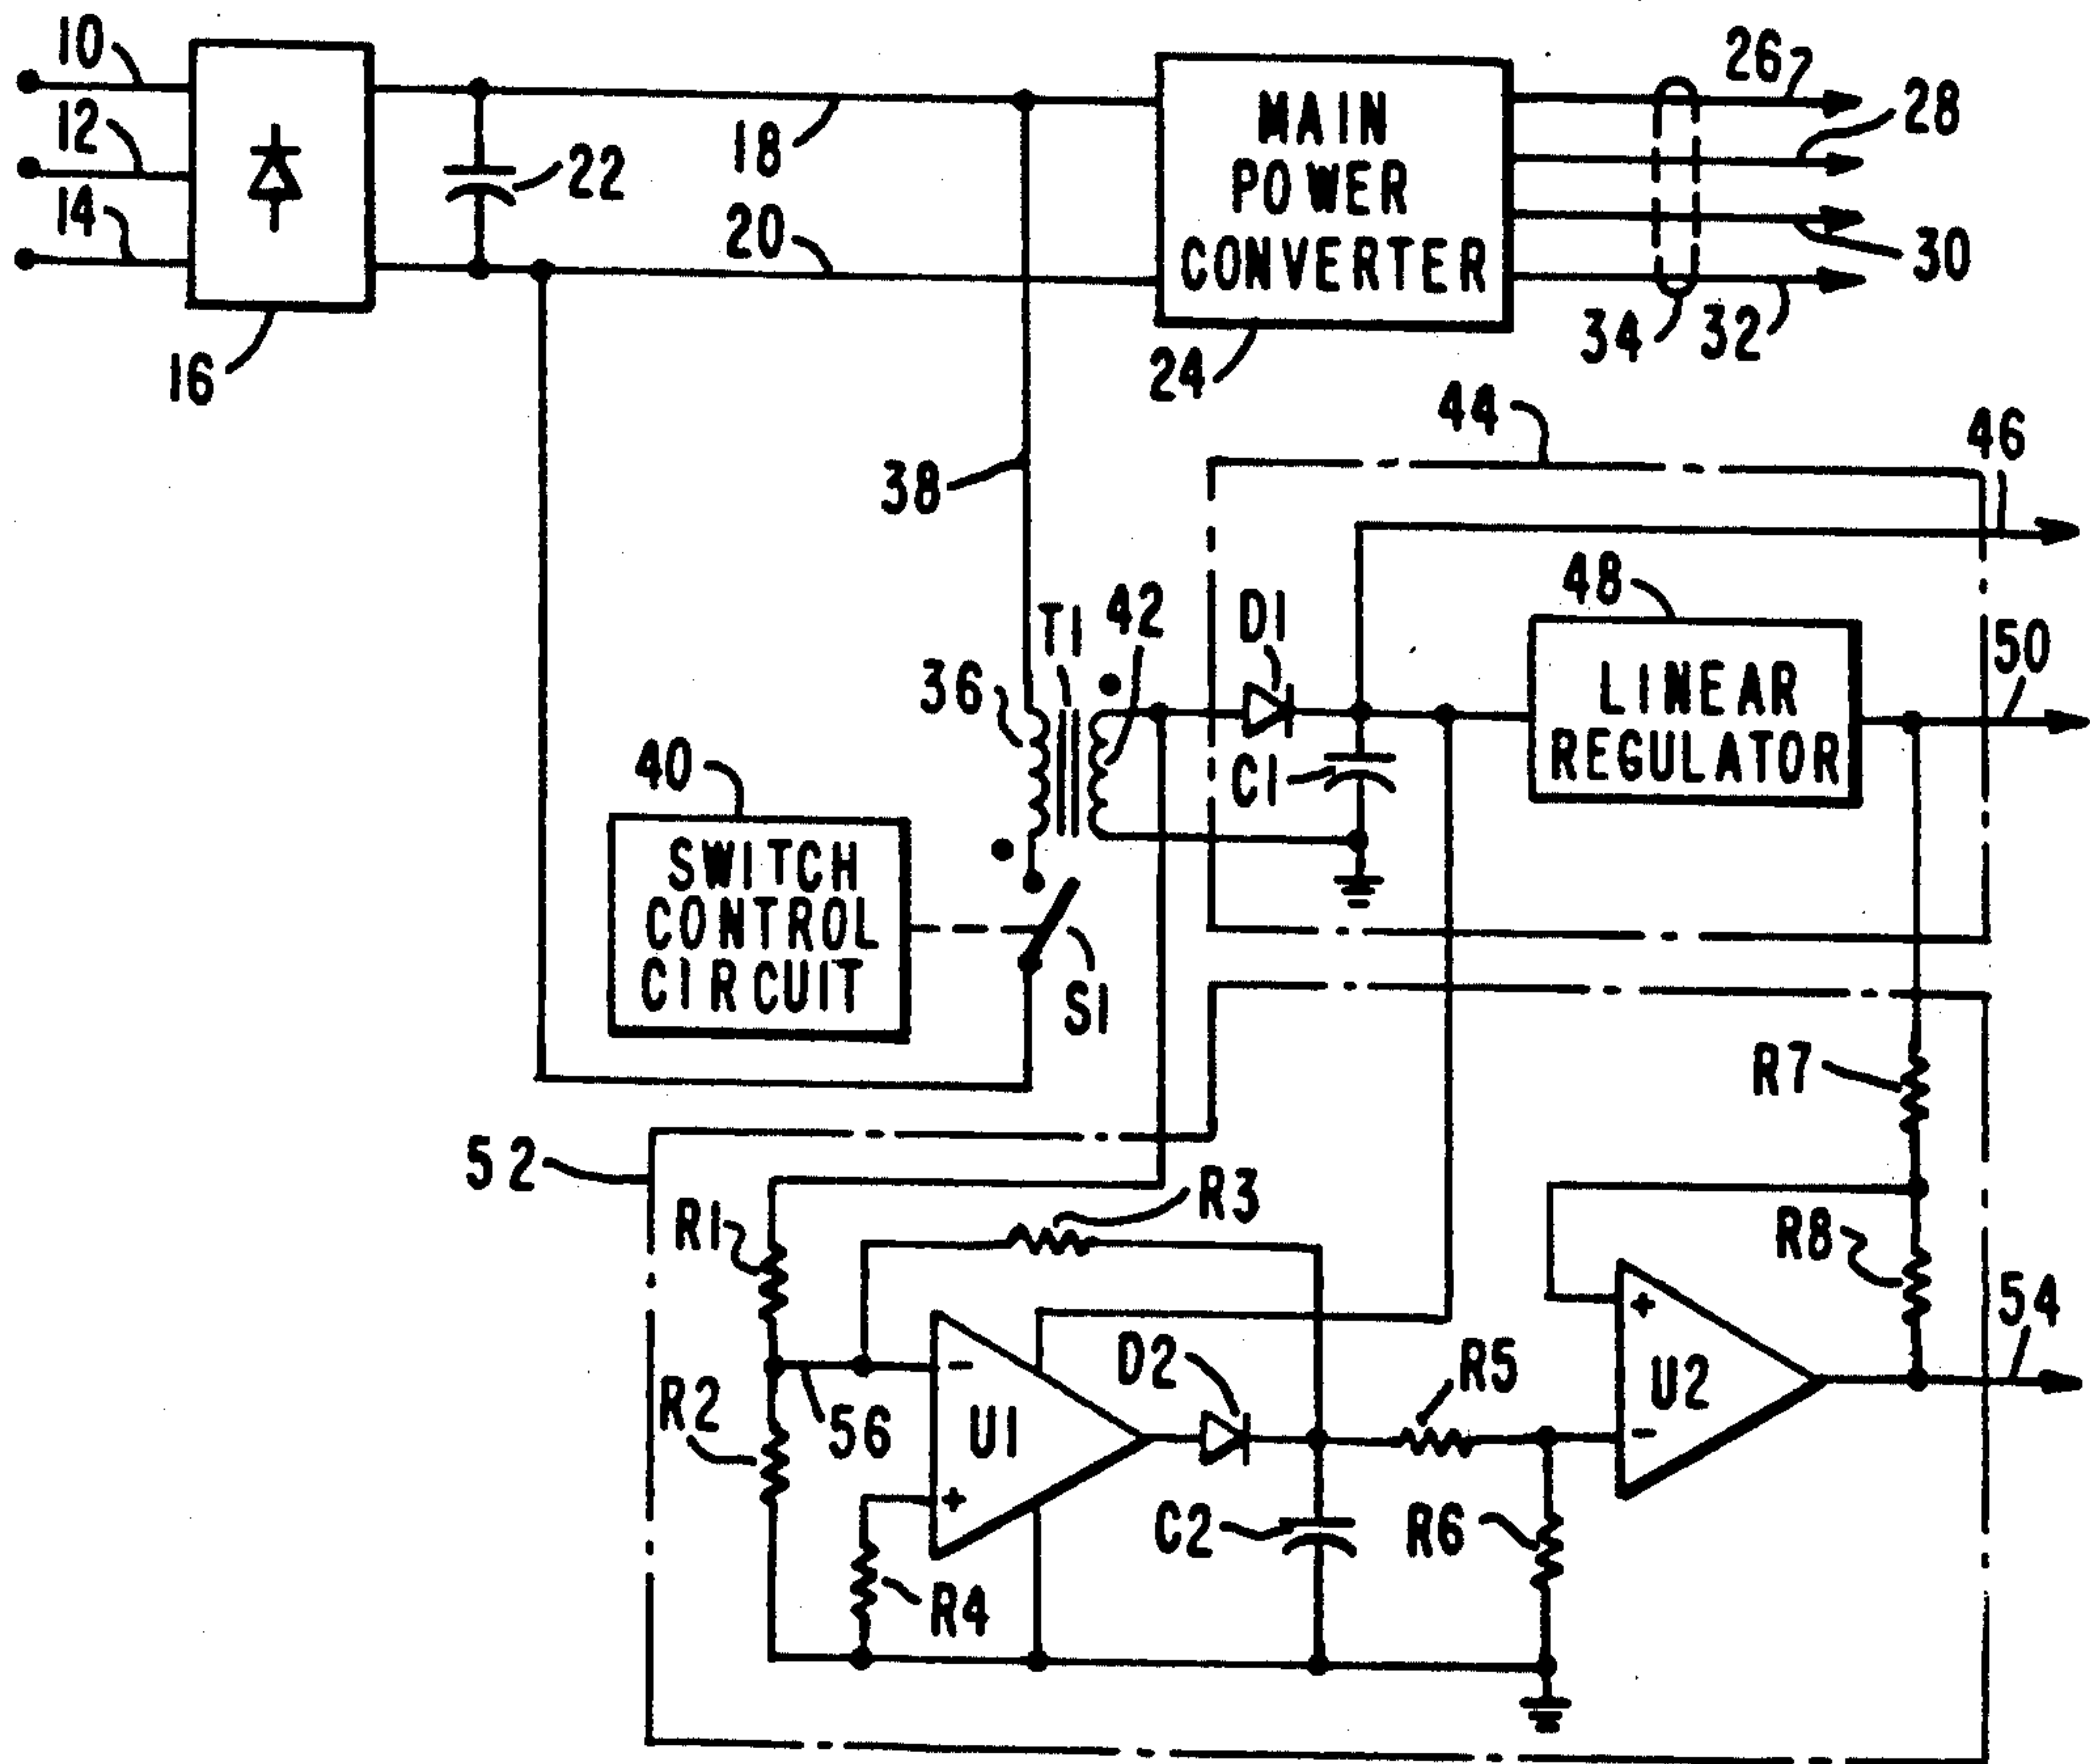 10
12
14
16
22
18
20
MAIN
POWER
CONVERTER
24
26
28
30
32
34
38
44
46
48
50
T1
42
D1
36
C1
LINEAR
REGULATOR
40
SWITCH
CONTROL
CIRCUIT
S1
52
R1
R3
R7
R8
R2
56
-
U1
+
D2
R5
+
U2
-
54
R4
C2
R6